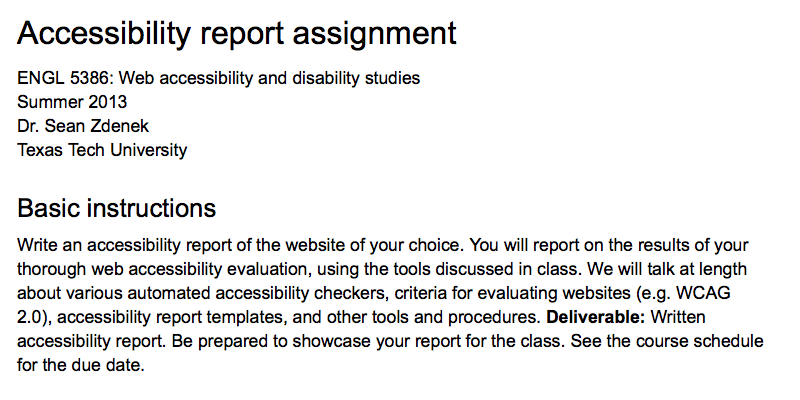 Accessibility report assignment
ENGL 5386: Web accessibility and disability studies
Summer 2013
Dr. Sean Zdenek
Texas Tech University
Basic instructions
Write an accessibility report of the website of your choice. You will report on the results of your
thorough web accessibility evaluation, using the tools discussed in class. We will talk at length
about various automated accessibility checkers, criteria for evaluating websites (e.g. WCAG
2.0), accessibility report templates, and other tools and procedures. Deliverable: Written
accessibility report. Be prepared to showcase your report for the class. See the course schedule
for the due date.